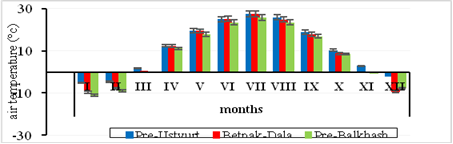 air temperature (°c)
30
10
-10
-30
I II III IV V VI VII VIII IX X XI XII
months
Pre-Ustyurt Betpak-Dala Pre-Balkhash